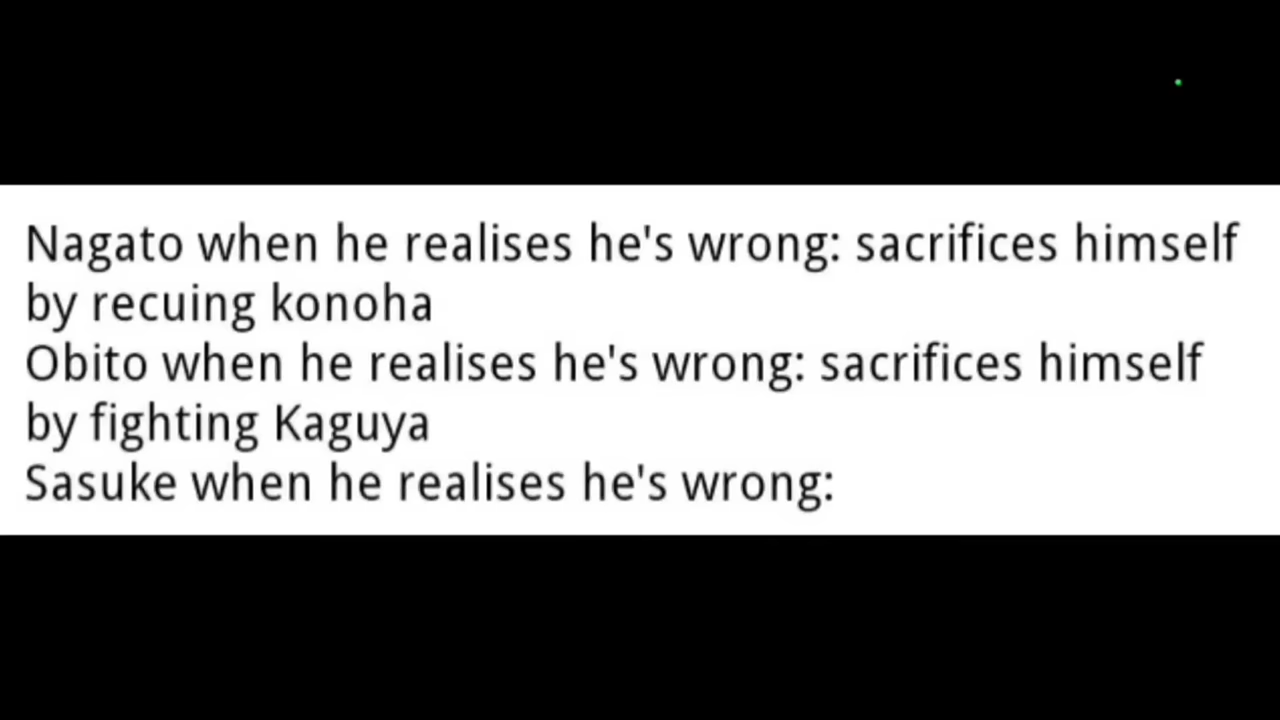 Nagato when he realises he's wrong: sacrifices himself
by recuing konoha
Obito when he realises he's wrong: sacrifices himself
by fighting Kaguya
Sasuke when he realises he's wrong: